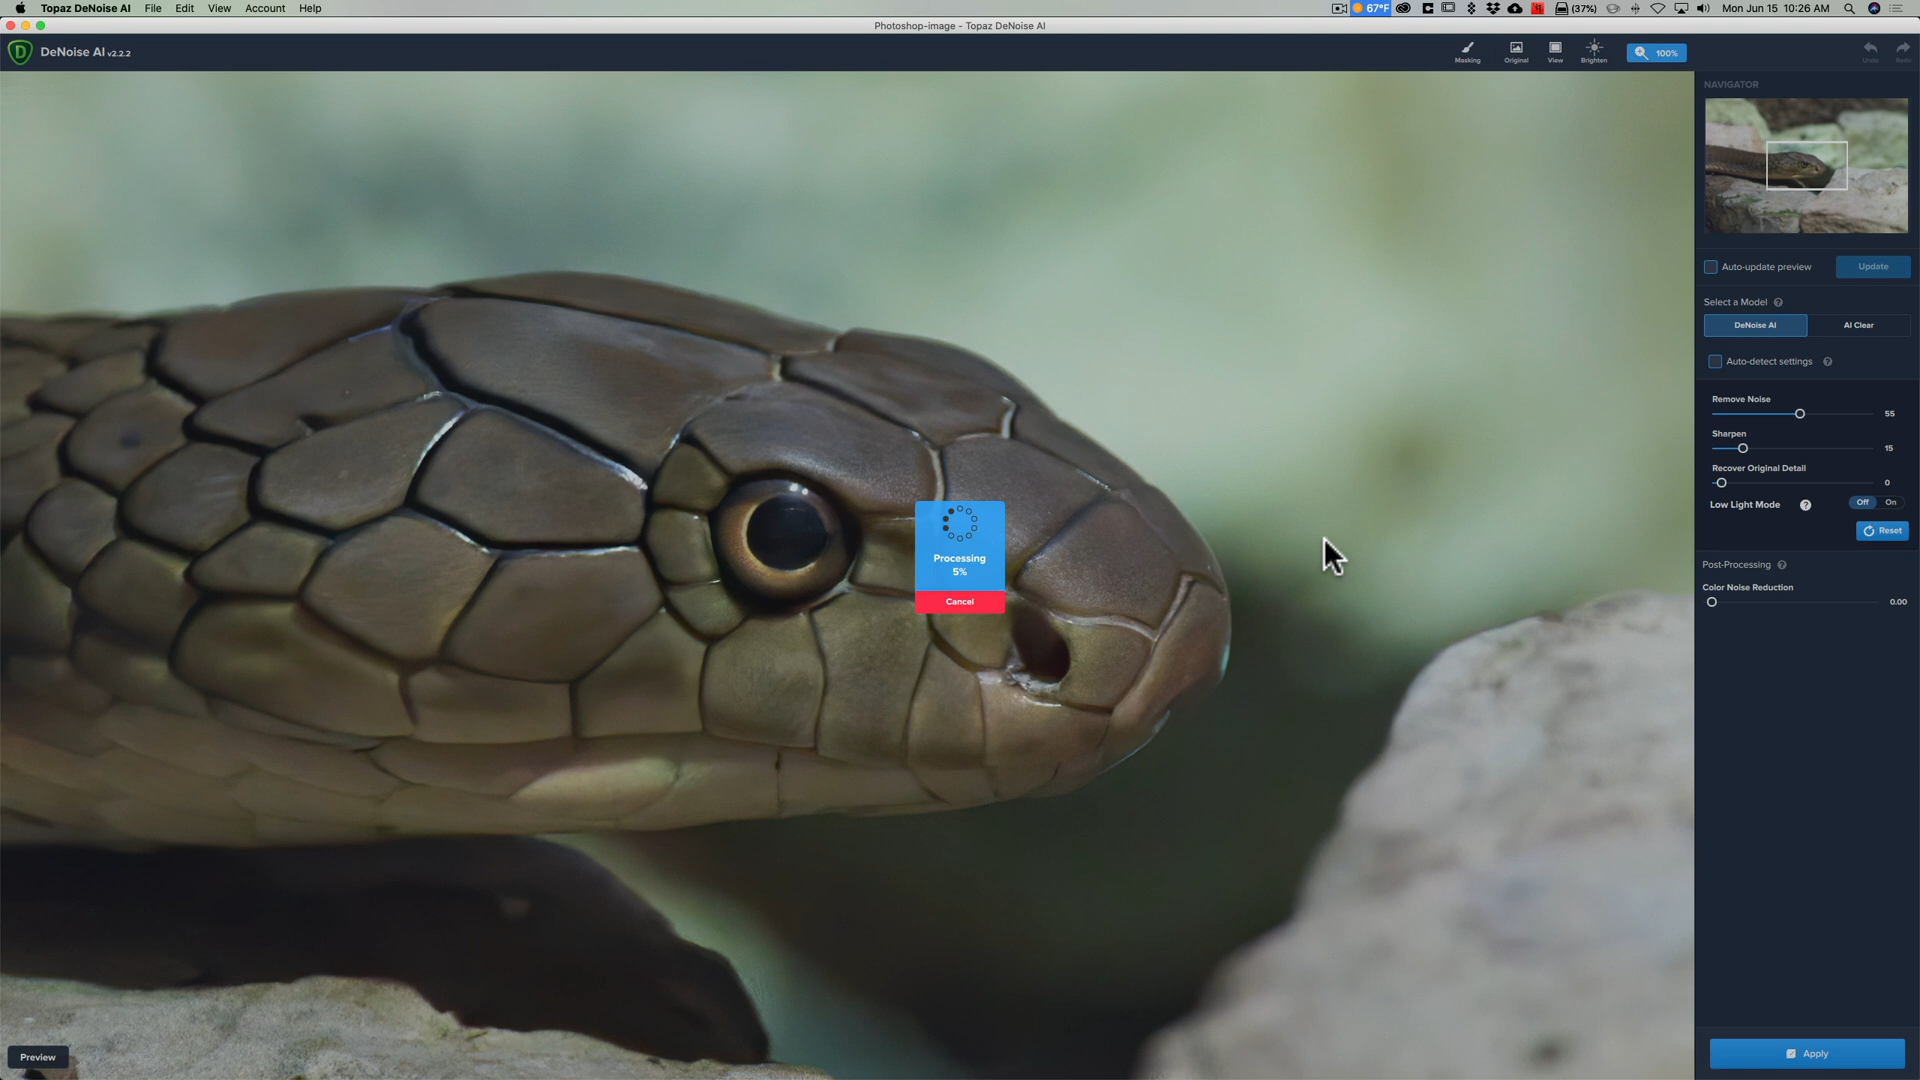 Topaz DeNoise AI File Edit View Account Help
67°F (37%) Mon Jun 15 10:26 AM
Photoshop-image - Topaz DeNoise AI
DeNoise AI v2.2.2
Masking Original View Brighten 100% Undo Redo
NAVIGATOR
Auto-update preview Update
Select a Model
DeNoise AI AI Clear
Auto-detect settings
Remove Noise
55
Sharpen
15
Recover Original Detail
0
Low Light Mode Off On
Reset
Post-Processing
Color Noise Reduction
0.00
Processing
5%
Cancel
Preview
Apply